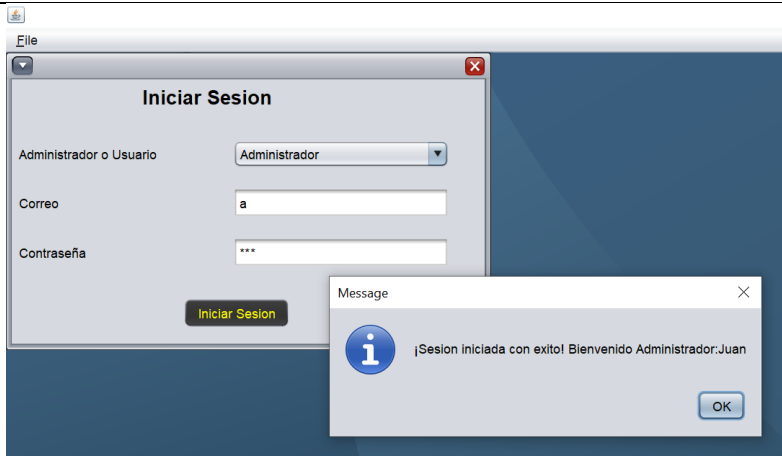 File
Iniciar Sesion
Administrador o Usuario
Administrador
Correo
a
Contraseña
***
Iniciar Sesion
Message
¡Sesion iniciada con exito! Bienvenido Administrador:Juan
OK